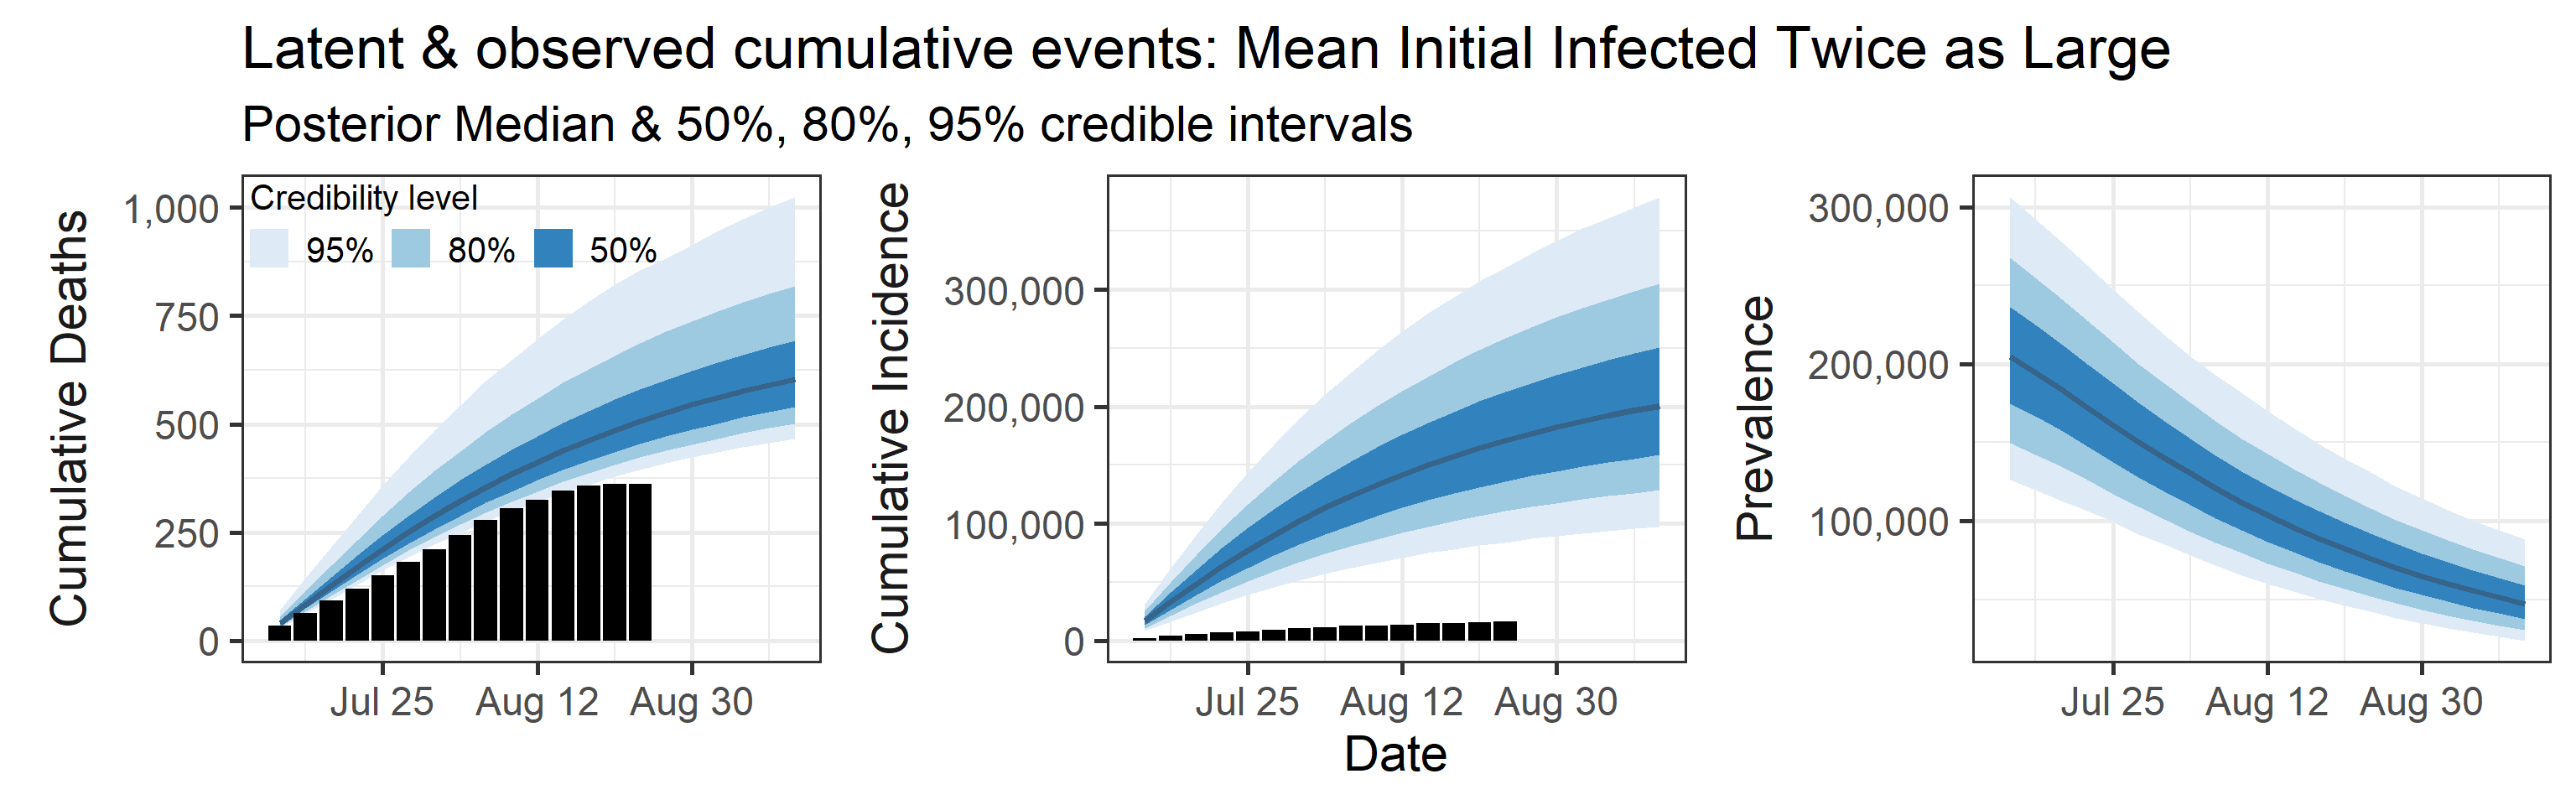 Latent & observed cumulative events: Mean Initial Infected Twice as Large
Posterior Median & 50%, 80%, 95% credible intervals
Cumulative Deaths
1,000
750
500
250
0
Credibility level
95% 80% 50%
Jul 25 Aug 12 Aug 30
Cumulative Incidence
300,000
200,000
100,000
0
Jul 25 Aug 12 Aug 30
Prevalence
300,000
200,000
100,000
Jul 25 Aug 12 Aug 30
Date